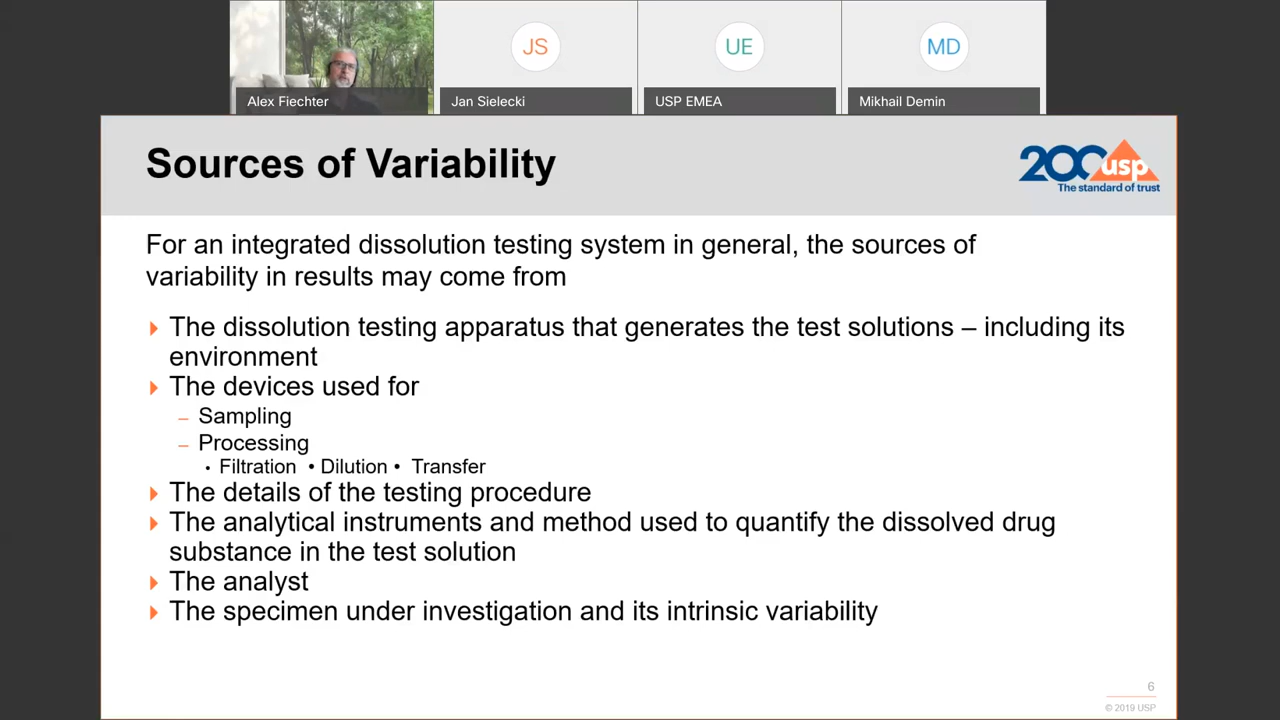 JS
UE
MD
Alex Fiechter
Jan Sielecki
USP EMEA
Mikhail Demin
Sources of Variability
200 usp
The standard of trust
For an integrated dissolution testing system in general, the sources of
variability in results may come from
The dissolution testing apparatus that generates the test solutions – including its
environment
The devices used for
– Sampling
– Processing
• Filtration • Dilution • Transfer
The details of the testing procedure
The analytical instruments and method used to quantify the dissolved drug
substance in the test solution
The analyst
The specimen under investigation and its intrinsic variability
6
© 2019 USP